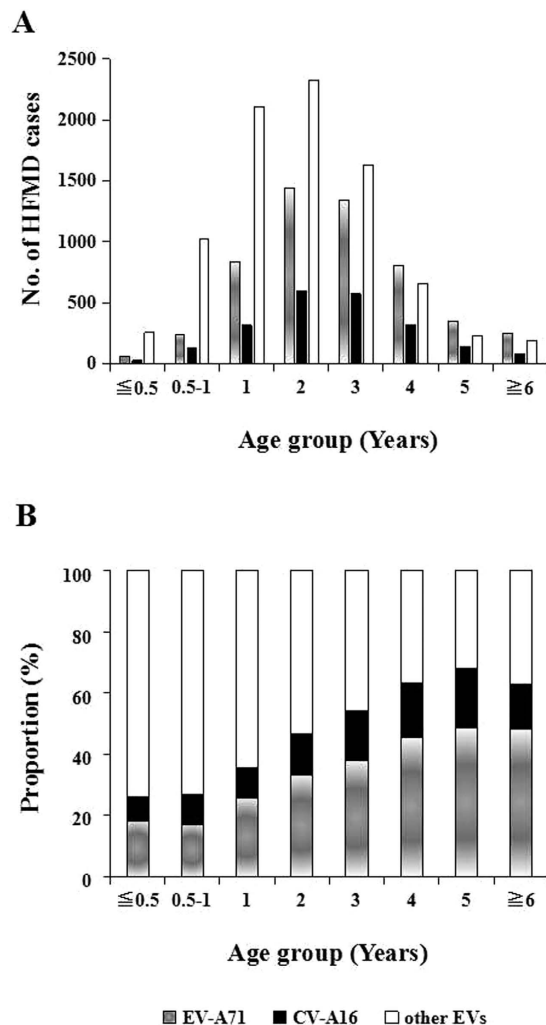 A
No. of HFMD cases
2500
2000
1500
1000
500
0
≦0.5 0.5-1 1 2 3 4 5 ≧6
Age group (Years)
B
Proportion (%)
100
80
60
40
20
0
≦0.5 0.5-1 1 2 3 4 5 ≧6
Age group (Years)
EV-A71 CV-A16 other EVs